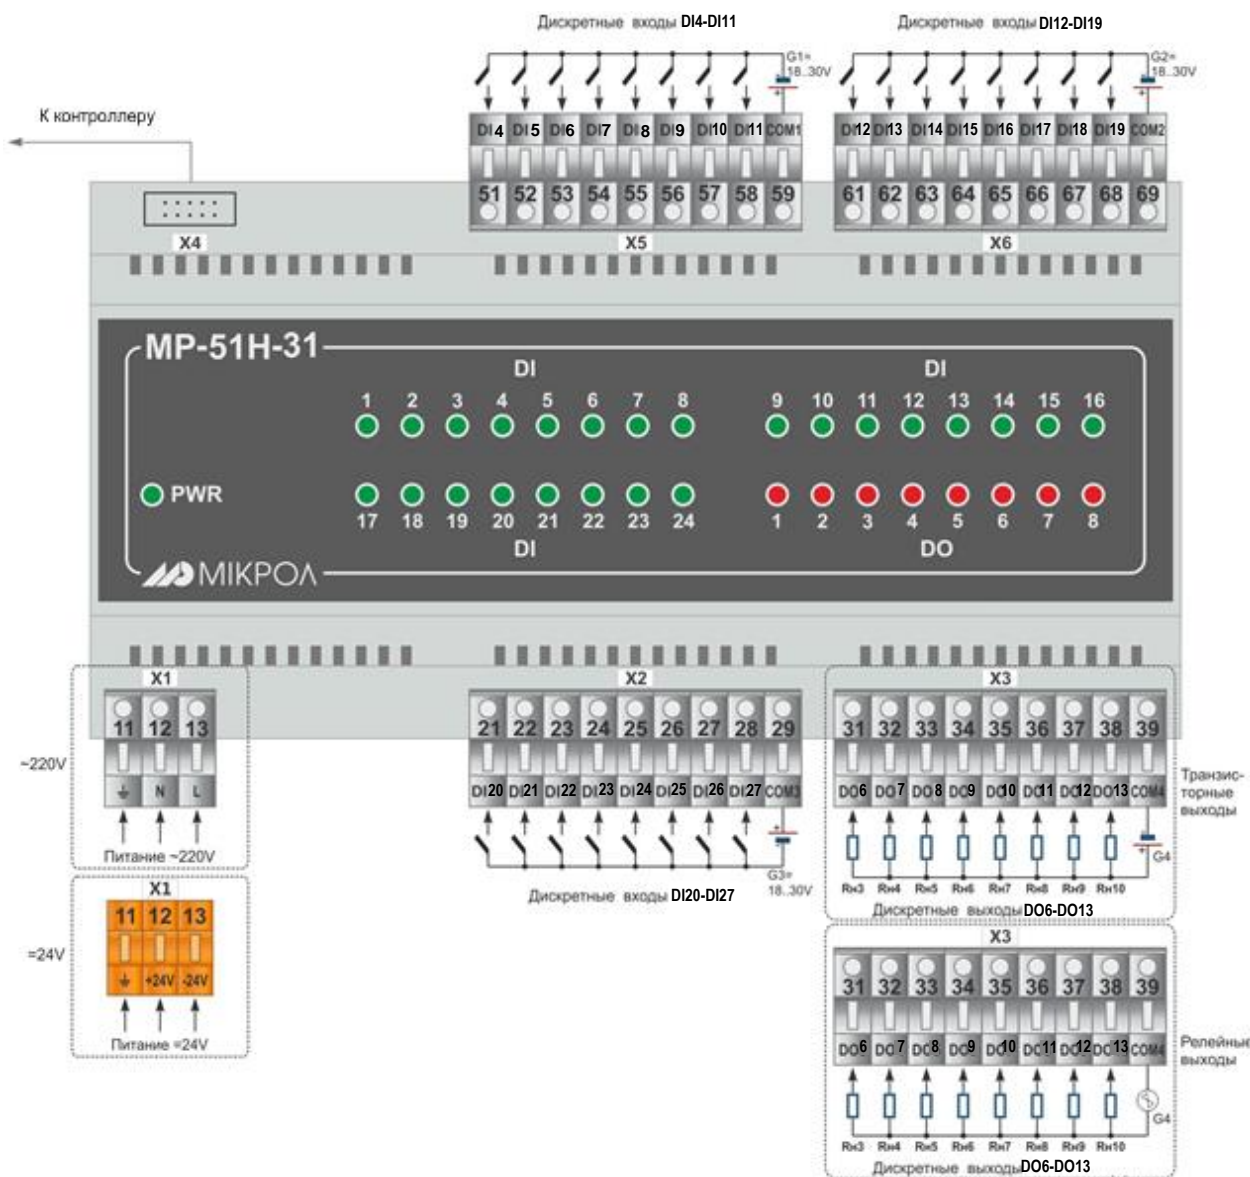 Дискретные входы DI4-DI11
Дискретные входы DI12-DI19
G1=
18..30V
G2=
18..30V
К контроллеру
DI4 DI5 DI6 DI7 DI8 DI9 DI10 DI11 COM1
DI12 DI13 DI14 DI15 DI16 DI17 DI18 DI19 COM2
51 52 53 54 55 56 57 58 59
61 62 63 64 65 66 67 68 69
X4
X5
X6
MP-51H-31
DI
DI
1 2 3 4 5 6 7 8
9 10 11 12 13 14 15 16
PWR
17 18 19 20 21 22 23 24
1 2 3 4 5 6 7 8
DI
DO
МІКРОЛ
X1
X2
X3
11 12 13
21 22 23 24 25 26 27 28 29
31 32 33 34 35 36 37 38 39
~220V
N L
DI20 DI21 DI22 DI23 DI24 DI25 DI26 DI27 COM3
DO6 DO7 DO8 DO9 DO10 DO11 DO12 DO13 COM4
Транзис-
торные
выходы
Питание ~220V
G3=
18..30V
G4
Rн3 Rн4 Rн5 Rн6 Rн7 Rн8 Rн9 Rн10
Дискретные входы DI20-DI27
Дискретные выходы DO6-DO13
X1
11 12 13
=24V
+24V -24V
Питание =24V
X3
31 32 33 34 35 36 37 38 39
DO6 DO7 DO8 DO9 DO10 DO11 DO12 DO13 COM4
Релейные
выходы
G4
Rн3 Rн4 Rн5 Rн6 Rн7 Rн8 Rн9 Rн10
Дискретные выходы DO6-DO13